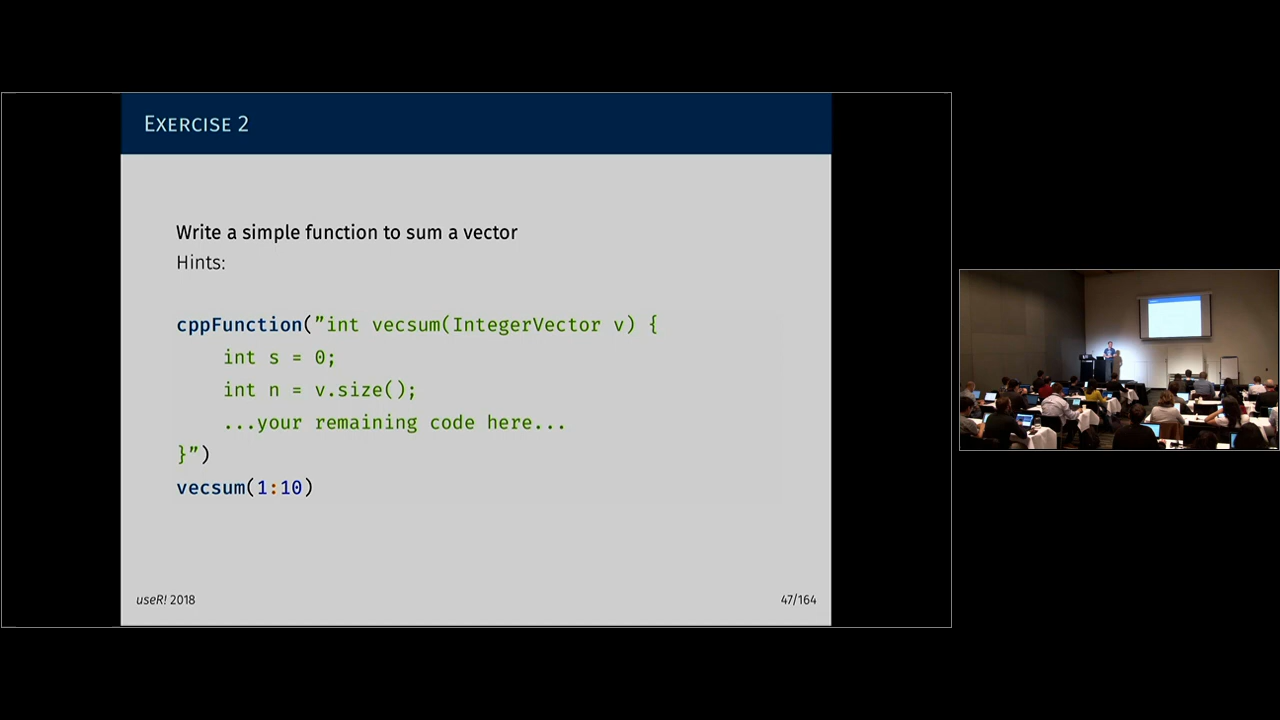 EXERCISE 2
Write a simple function to sum a vector
Hints:
cppFunction("int vecsum(IntegerVector v) {
int s = 0;
int n = v.size();
...your remaining code here...
}")
vecsum(1:10)
useR! 2018
47/164